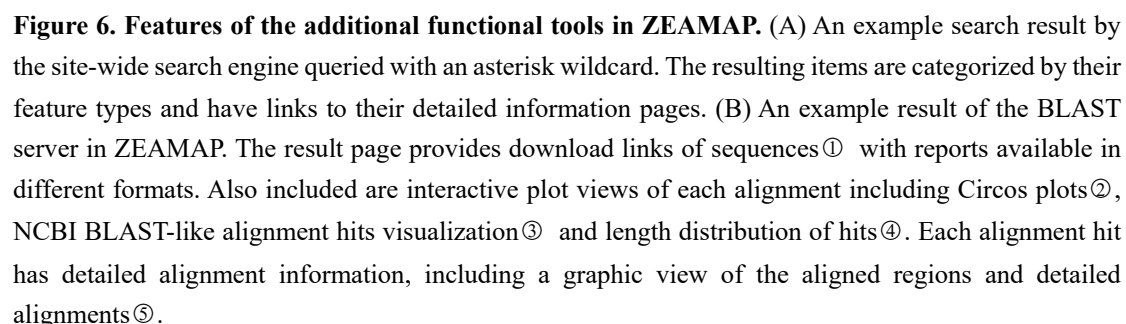 Figure 6. Features of the additional functional tools in ZEAMAP. (A) An example search result by
the site-wide search engine queried with an asterisk wildcard. The resulting items are categorized by their
feature types and have links to their detailed information pages. (B) An example result of the BLAST
server in ZEAMAP. The result page provides download links of sequences① with reports available in
different formats. Also included are interactive plot views of each alignment including Circos plots②,
NCBI BLAST-like alignment hits visualization③ and length distribution of hits④. Each alignment hit
has detailed alignment information, including a graphic view of the aligned regions and detailed
alignments⑤.